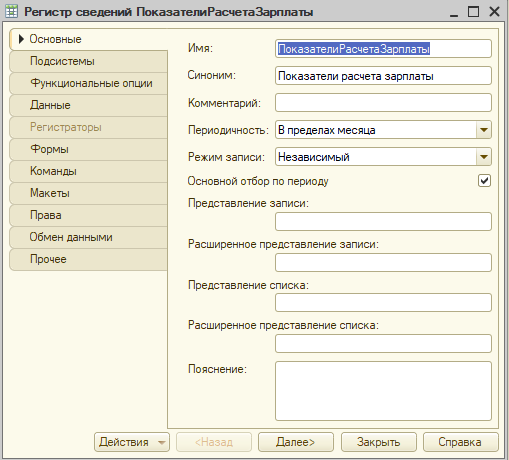 Регистр сведений ПоказателиРасчетаЗарплаты
Основные
Подсистемы
Функциональные опции
Данные
Регистраторы
Формы
Команды
Макеты
Права
Обмен данными
Прочее
Имя: ПоказателиРасчетаЗарплаты
Синоним: Показатели расчета зарплаты
Комментарий:
Периодичность: В пределах месяца
Режим записи: Независимый
Основной отбор по периоду
Представление записи:
Расширенное представление записи:
Представление списка:
Расширенное представление списка:
Пояснение:
Действия <Назад Далее> Закрыть Справка